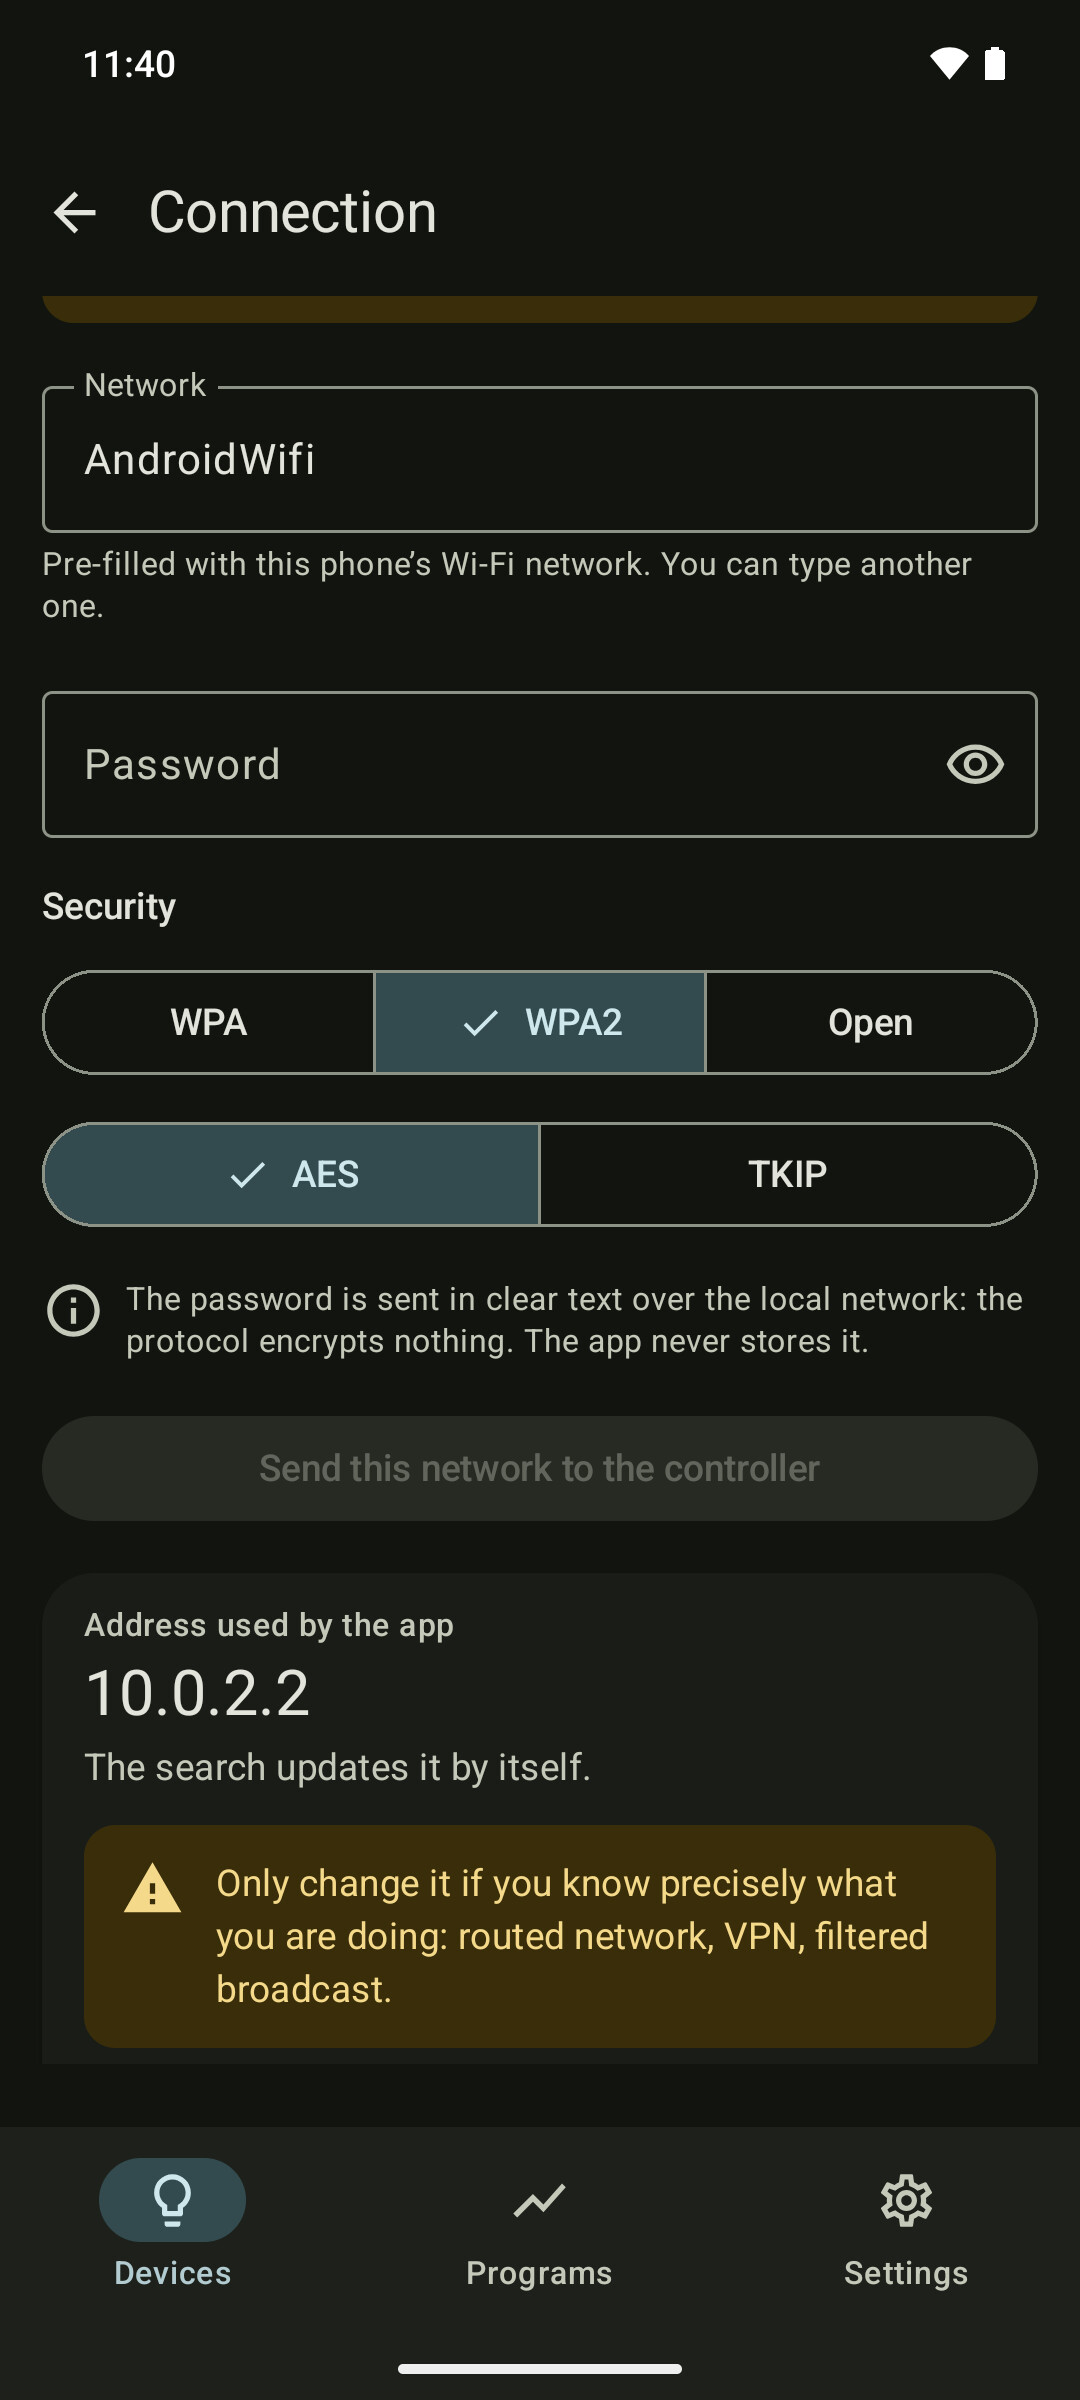 11:40
Connection
Network
AndroidWifi
Pre-filled with this phone’s Wi-Fi network. You can type another
one.
Password
Security
WPA
WPA2
Open
AES
TKIP
The password is sent in clear text over the local network: the
protocol encrypts nothing. The app never stores it.
Send this network to the controller
Address used by the app
10.0.2.2
The search updates it by itself.
Only change it if you know precisely what
you are doing: routed network, VPN, filtered
broadcast.
Devices
Programs
Settings